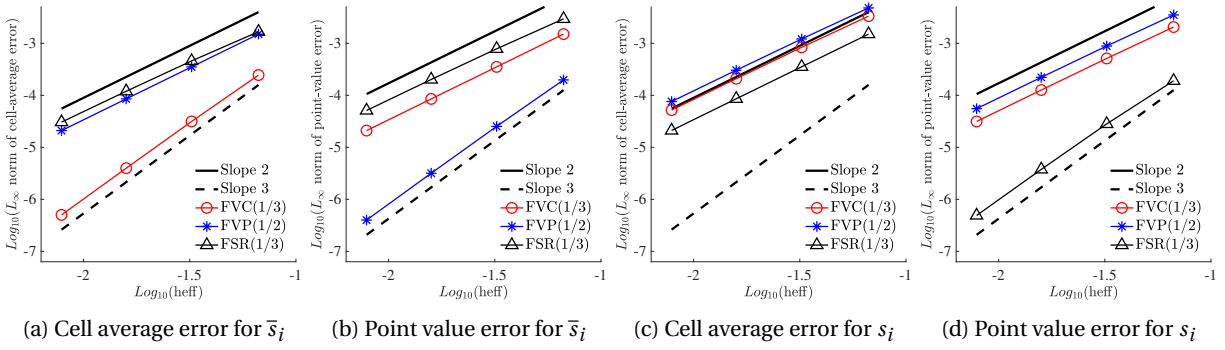 Log₁₀(L∞ norm of cell-average error)
-3
-4
-5
-6
-7
-2
-1.5
-1
Log₁₀(heff)
Slope 2
Slope 3
FVC(1/3)
FVP(1/2)
FSR(1/3)
(a) Cell average error for s̅ᵢ
Log₁₀(L∞ norm of point-value error)
-3
-4
-5
-6
-7
-2
-1.5
-1
Log₁₀(heff)
Slope 2
Slope 3
FVC(1/3)
FVP(1/2)
FSR(1/3)
(b) Point value error for s̅ᵢ
Log₁₀(L∞ norm of cell-average error)
-3
-4
-5
-6
-7
-2
-1.5
-1
Log₁₀(heff)
Slope 2
Slope 3
FVC(1/3)
FVP(1/2)
FSR(1/3)
(c) Cell average error for sᵢ
Log₁₀(L∞ norm of point-value error)
-3
-4
-5
-6
-7
-2
-1.5
-1
Log₁₀(heff)
Slope 2
Slope 3
FVC(1/3)
FVP(1/2)
FSR(1/3)
(d) Point value error for sᵢ